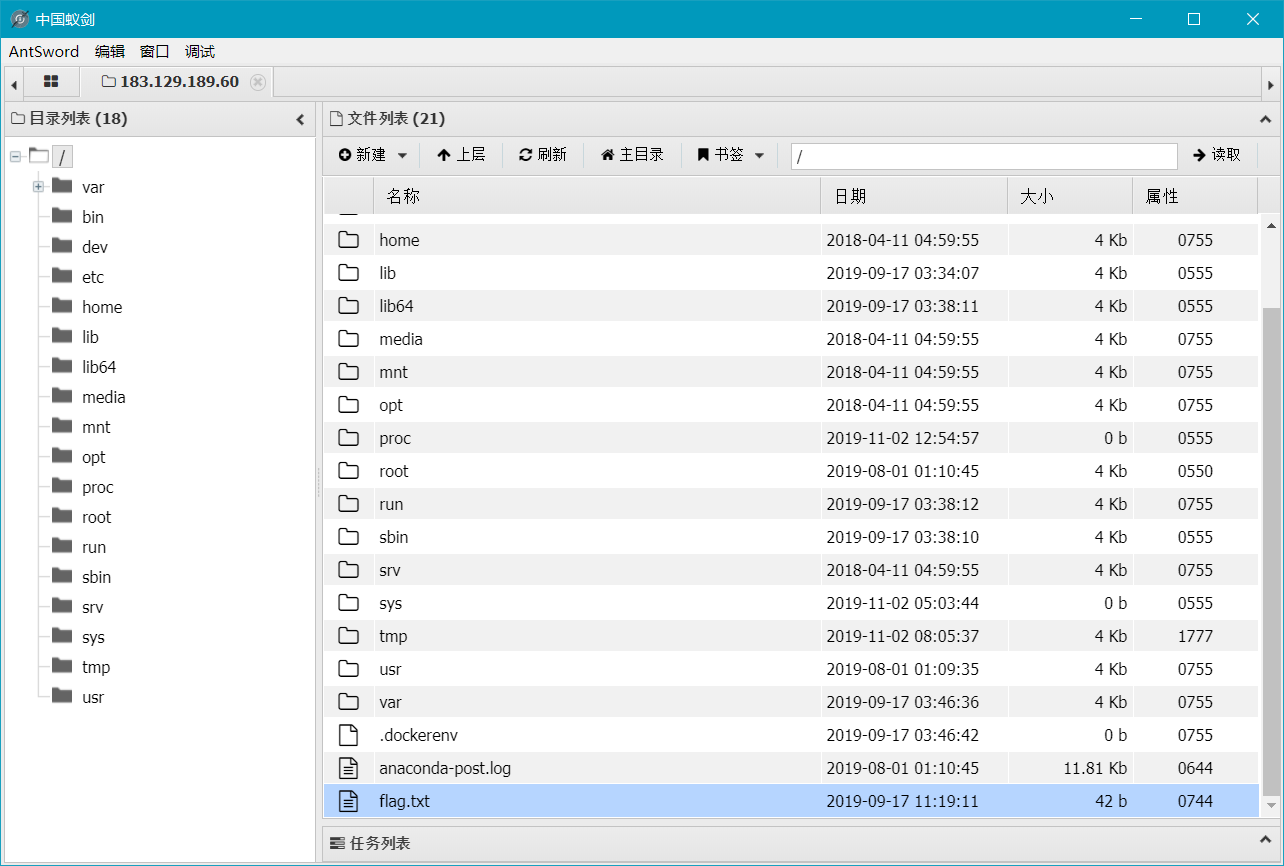 中国蚁剑
AntSword 编辑 窗口 调试
183.129.189.60
目录列表 (18)
/
var
bin
dev
etc
home
lib
lib64
media
mnt
opt
proc
root
run
sbin
srv
sys
tmp
usr
文件列表 (21)
新建 上层 刷新 主目录 书签 / 读取
名称 日期 大小 属性
home 2018-04-11 04:59:55 4 Kb 0755
lib 2019-09-17 03:34:07 4 Kb 0555
lib64 2019-09-17 03:38:11 4 Kb 0555
media 2018-04-11 04:59:55 4 Kb 0755
mnt 2018-04-11 04:59:55 4 Kb 0755
opt 2018-04-11 04:59:55 4 Kb 0755
proc 2019-11-02 12:54:57 0 b 0555
root 2019-08-01 01:10:45 4 Kb 0550
run 2019-09-17 03:38:12 4 Kb 0755
sbin 2019-09-17 03:38:10 4 Kb 0555
srv 2018-04-11 04:59:55 4 Kb 0755
sys 2019-11-02 05:03:44 0 b 0555
tmp 2019-11-02 08:05:37 4 Kb 1777
usr 2019-08-01 01:09:35 4 Kb 0755
var 2019-09-17 03:46:36 4 Kb 0755
.dockerenv 2019-09-17 03:46:42 0 b 0755
anaconda-post.log 2019-08-01 01:10:45 11.81 Kb 0644
flag.txt 2019-09-17 11:19:11 42 b 0744
任务列表